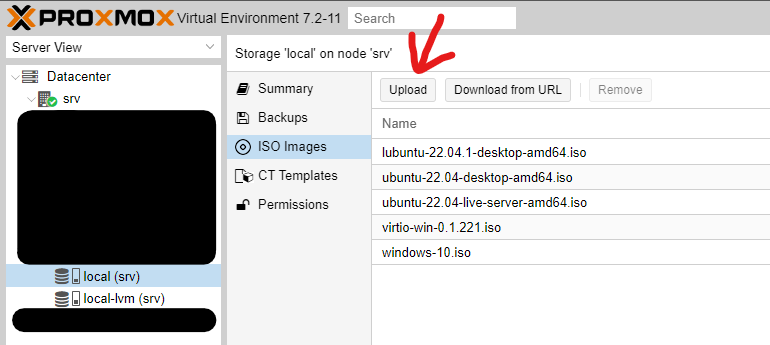 PROXMOX Virtual Environment 7.2-11 Search
Server View
Datacenter
srv
local (srv)
local-lvm (srv)
Storage 'local' on node 'srv'
Summary
Backups
ISO Images
CT Templates
Permissions
Upload Download from URL Remove
Name
lubuntu-22.04.1-desktop-amd64.iso
ubuntu-22.04-desktop-amd64.iso
ubuntu-22.04-live-server-amd64.iso
virtio-win-0.1.221.iso
windows-10.iso